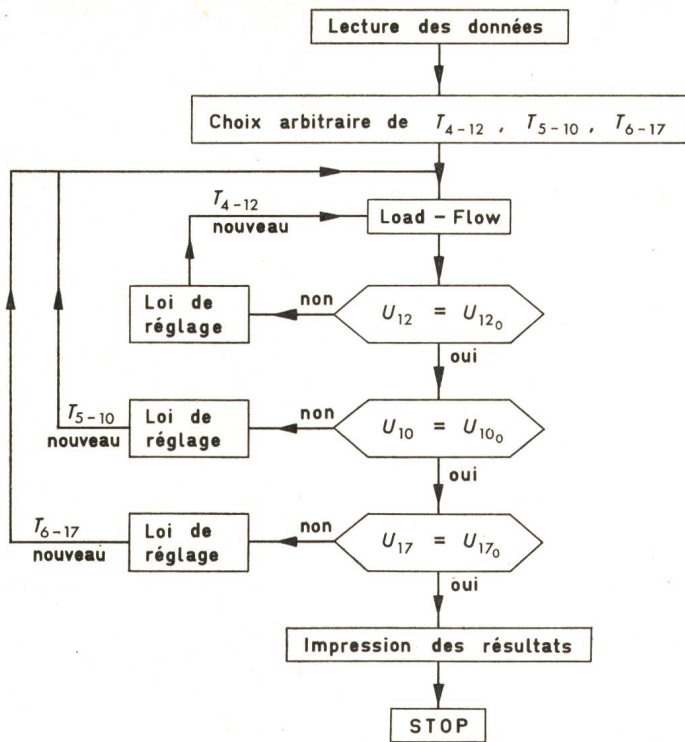 Lecture des données
Choix arbitraire de T₄₋₁₂ , T₅₋₁₀ , T₆₋₁₇
T₄₋₁₂
nouveau
Load – Flow
Loi de
réglage
non
U₁₂ = U₁₂₀
oui
T₅₋₁₀
nouveau
Loi de
réglage
non
U₁₀ = U₁₀₀
oui
T₆₋₁₇
nouveau
Loi de
réglage
non
U₁₇ = U₁₇₀
oui
Impression des résultats
STOP